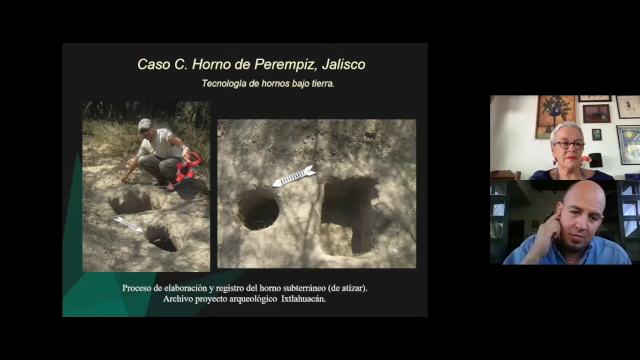 Caso C. Horno de Perempiz, Jalisco
Tecnología de hornos bajo tierra.
Proceso de elaboración y registro del horno subterráneo (de atizar).
Archivo proyecto arqueológico Ixtlahuacán.